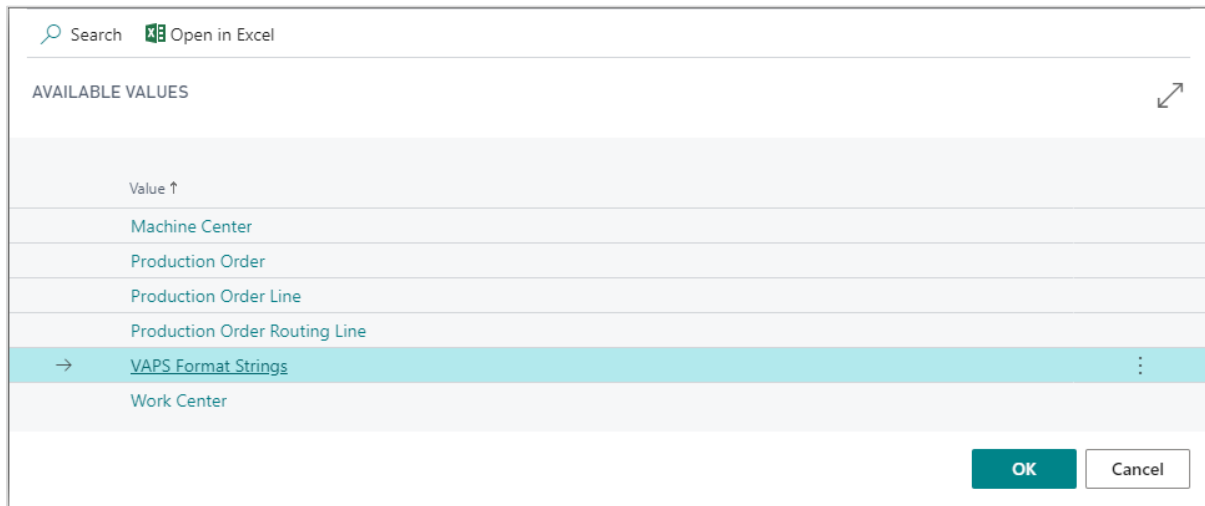 Search Open in Excel
AVAILABLE VALUES
Value ↑
Machine Center
Production Order
Production Order Line
Production Order Routing Line
VAPS Format Strings
Work Center
OK Cancel